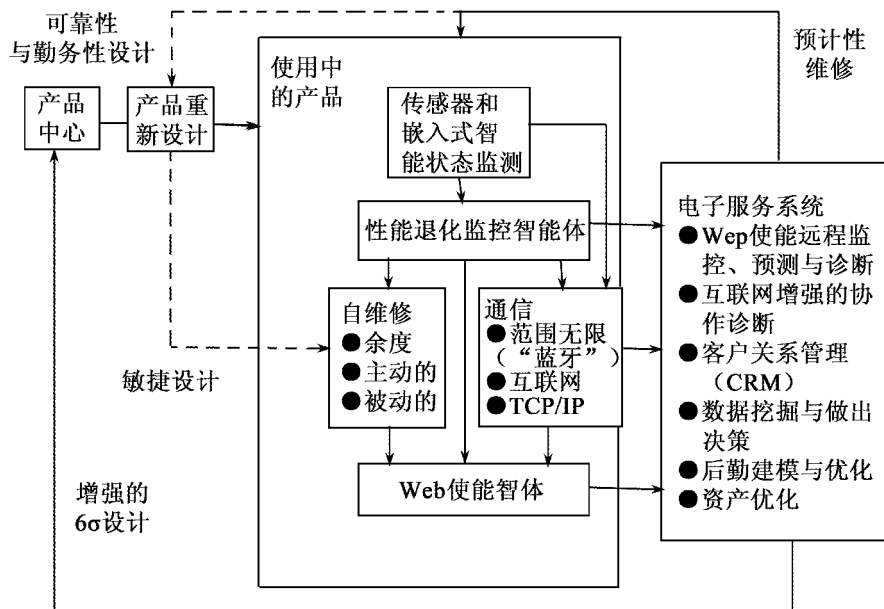 可靠性
与勤务性设计
预计性
维修
产品
中心
产品重
新设计
使用中
的产品
传感器和
嵌入式智
能状态监测
性能退化监控智能体
自维修
●余度
●主动的
●被动的
通信
●范围无限
（“蓝牙”）
●互联网
●TCP/IP
Web使能智体
敏捷设计
增强的
6σ设计
电子服务系统
●Wep使能远程监
控、预测与诊断
●互联网增强的协
作诊断
●客户关系管理
（CRM）
●数据挖掘与做出
决策
●后勤建模与优化
●资产优化